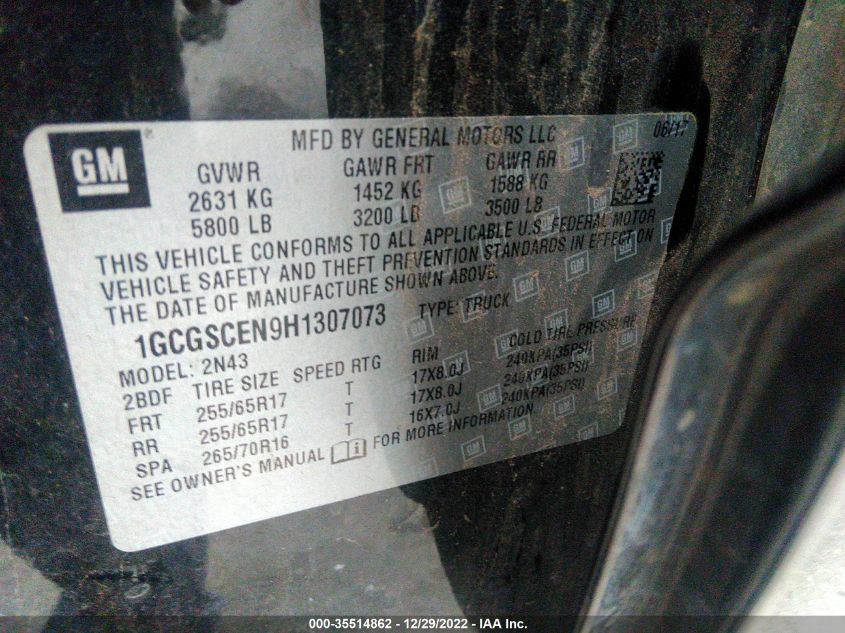 GM
MFD BY GENERAL MOTORS LLC 06/17
GVWR GAWR FRT GAWR RR
2631 KG 1452 KG 1588 KG
5800 LB 3200 LB 3500 LB
THIS VEHICLE CONFORMS TO ALL APPLICABLE U.S. FEDERAL MOTOR
VEHICLE SAFETY AND THEFT PREVENTION STANDARDS IN EFFECT ON
THE DATE OF MANUFACTURE SHOWN ABOVE.
1GCGSCEN9H1307073 TYPE: TRUCK
MODEL: 2N43
2BDF TIRE SIZE SPEED RTG RIM COLD TIRE PRESSURE
FRT 255/65R17 T 17X8.0J 240KPA(35PSI)
RR 255/65R17 T 17X8.0J 240KPA(35PSI)
SPA 265/70R16 T 16X7.0J 240KPA(35PSI)
SEE OWNER'S MANUAL i FOR MORE INFORMATION
000-35514862 - 12/29/2022 - IAA Inc.